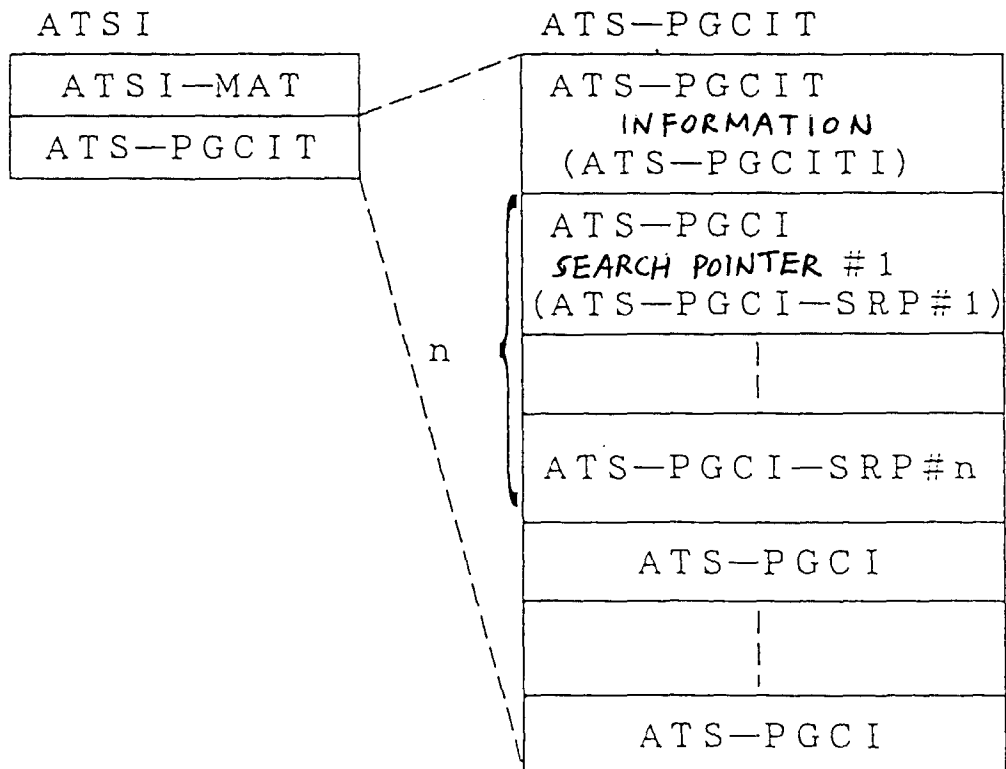 ATSI
ATSI—MAT
ATS—PGCIT
ATS—PGCIT
ATS—PGCIT
INFORMATION
(ATS—PGCITI)
n
ATS—PGCI
SEARCH POINTER #1
(ATS—PGCI—SRP#1)
ATS—PGCI—SRP#n
ATS—PGCI
ATS—PGCI